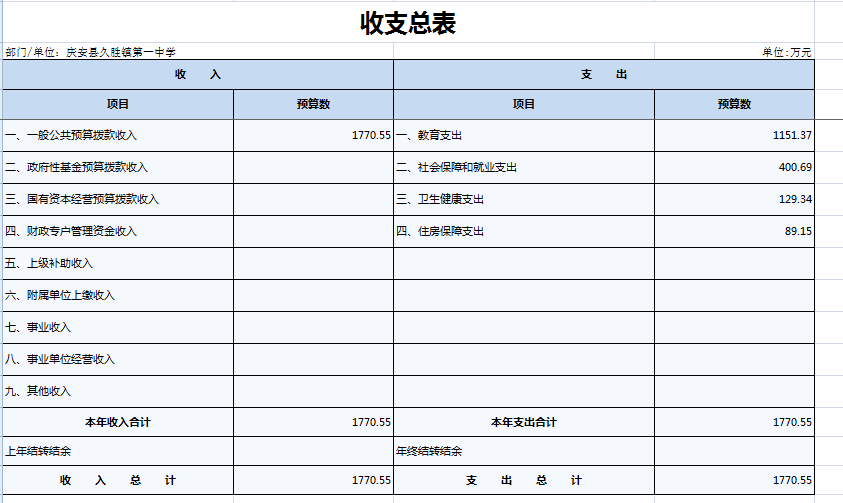 收支总表
部门/单位：庆安县久胜镇第一中学 单位:万元
收 入 支 出
项目 预算数 项目 预算数
一、一般公共预算拨款收入 1770.55 一、教育支出 1151.37
二、政府性基金预算拨款收入 二、社会保障和就业支出 400.69
三、国有资本经营预算拨款收入 三、卫生健康支出 129.34
四、财政专户管理资金收入 四、住房保障支出 89.15
五、上级补助收入
六、附属单位上缴收入
七、事业收入
八、事业单位经营收入
九、其他收入
本年收入合计 1770.55 本年支出合计 1770.55
上年结转结余 年终结转结余
收 入 总 计 1770.55 支 出 总 计 1770.55